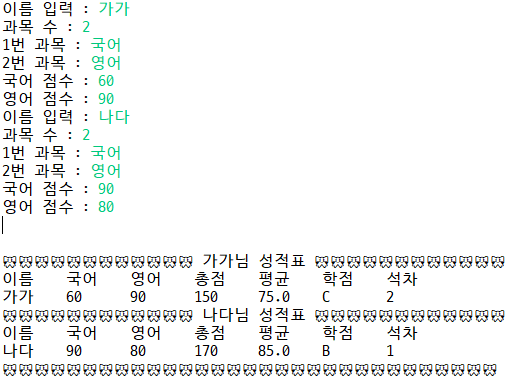 이름 입력 : 가가
과목 수 : 2
1번 과목 : 국어
2번 과목 : 영어
국어 점수 : 60
영어 점수 : 90
이름 입력 : 나다
과목 수 : 2
1번 과목 : 국어
2번 과목 : 영어
국어 점수 : 90
영어 점수 : 80
가가님 성적표
이름 국어 영어 총점 평균 학점 석차
가가 60 90 150 75.0 C 2
나다님 성적표
이름 국어 영어 총점 평균 학점 석차
나다 90 80 170 85.0 B 1